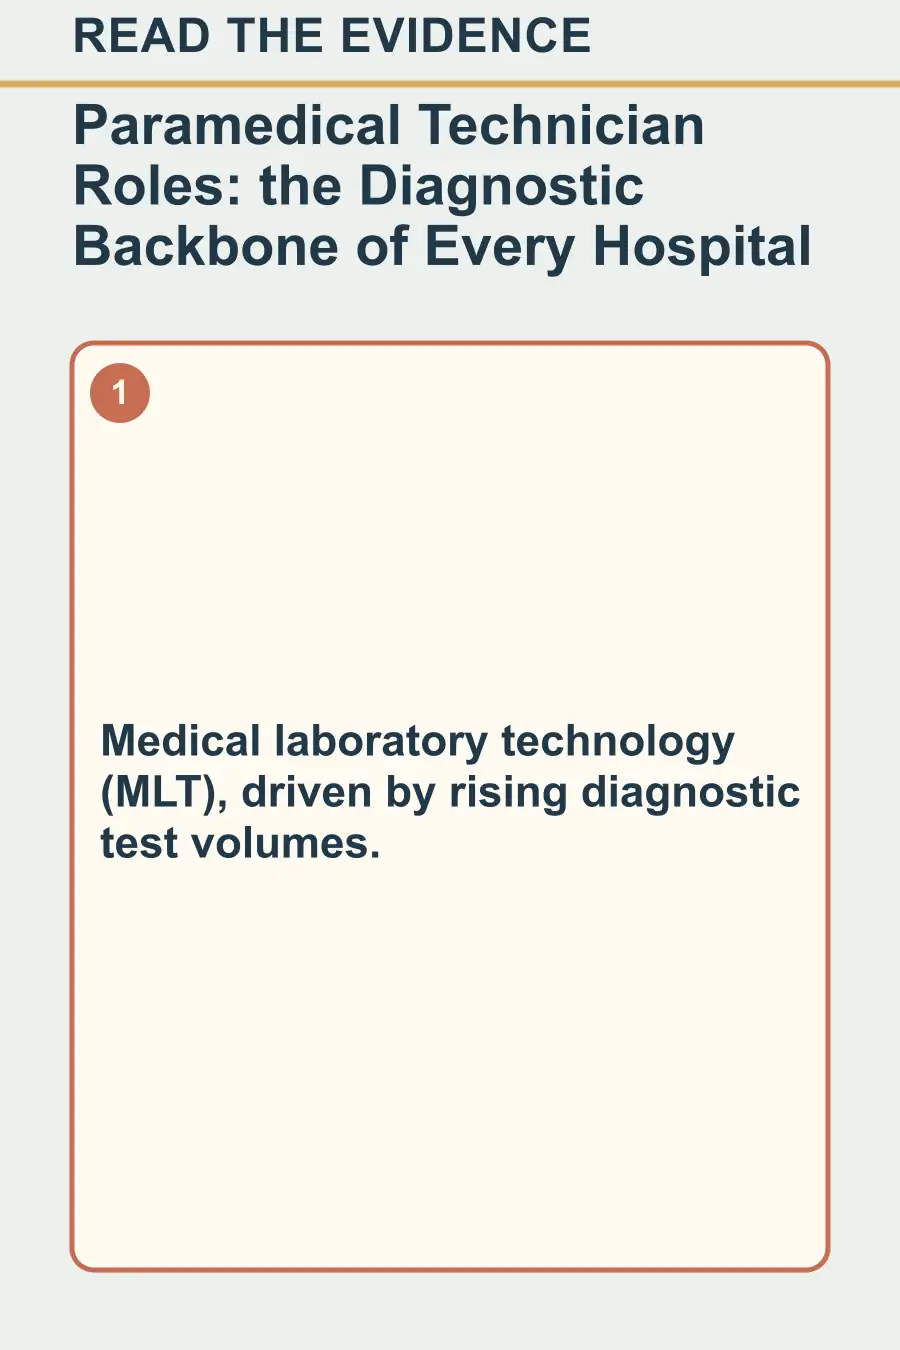 READ THE EVIDENCE
Paramedical Technician
Roles: the Diagnostic
Backbone of Every Hospital
1
Medical laboratory technology
(MLT), driven by rising diagnostic
test volumes.